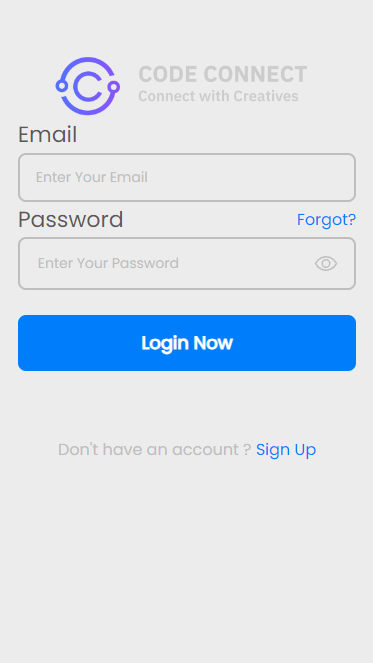 CODE CONNECT
Connect with Creatives
Email
Enter Your Email
Password Forgot?
Enter Your Password
Login Now
Don't have an account ? Sign Up